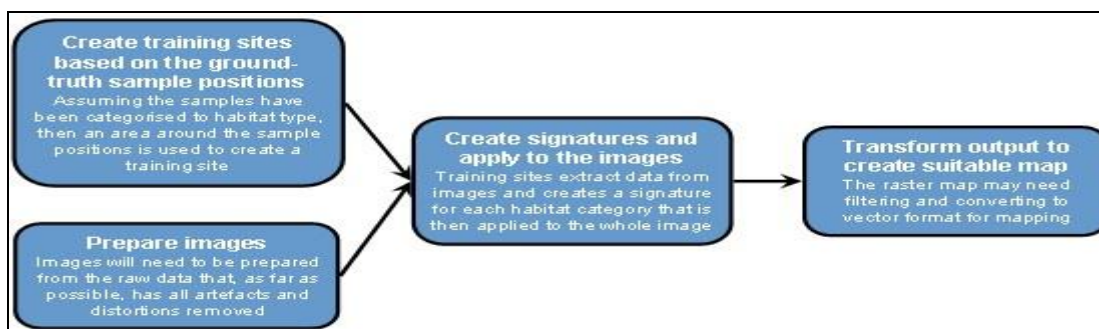 Create training sites
based on the ground-
truth sample positions
Assuming the samples have
been categorised to habitat type,
then an area around the sample
positions is used to create a
training site
Prepare images
Images will need to be prepared
from the raw data that, as far as
possible, has all artefacts and
distortions removed
Create signatures and
apply to the images
Training sites extract data from
images and creates a signature
for each habitat category that is
then applied to the whole image
Transform output to
create suitable map
The raster map may need
filtering and converting to
vector format for mapping